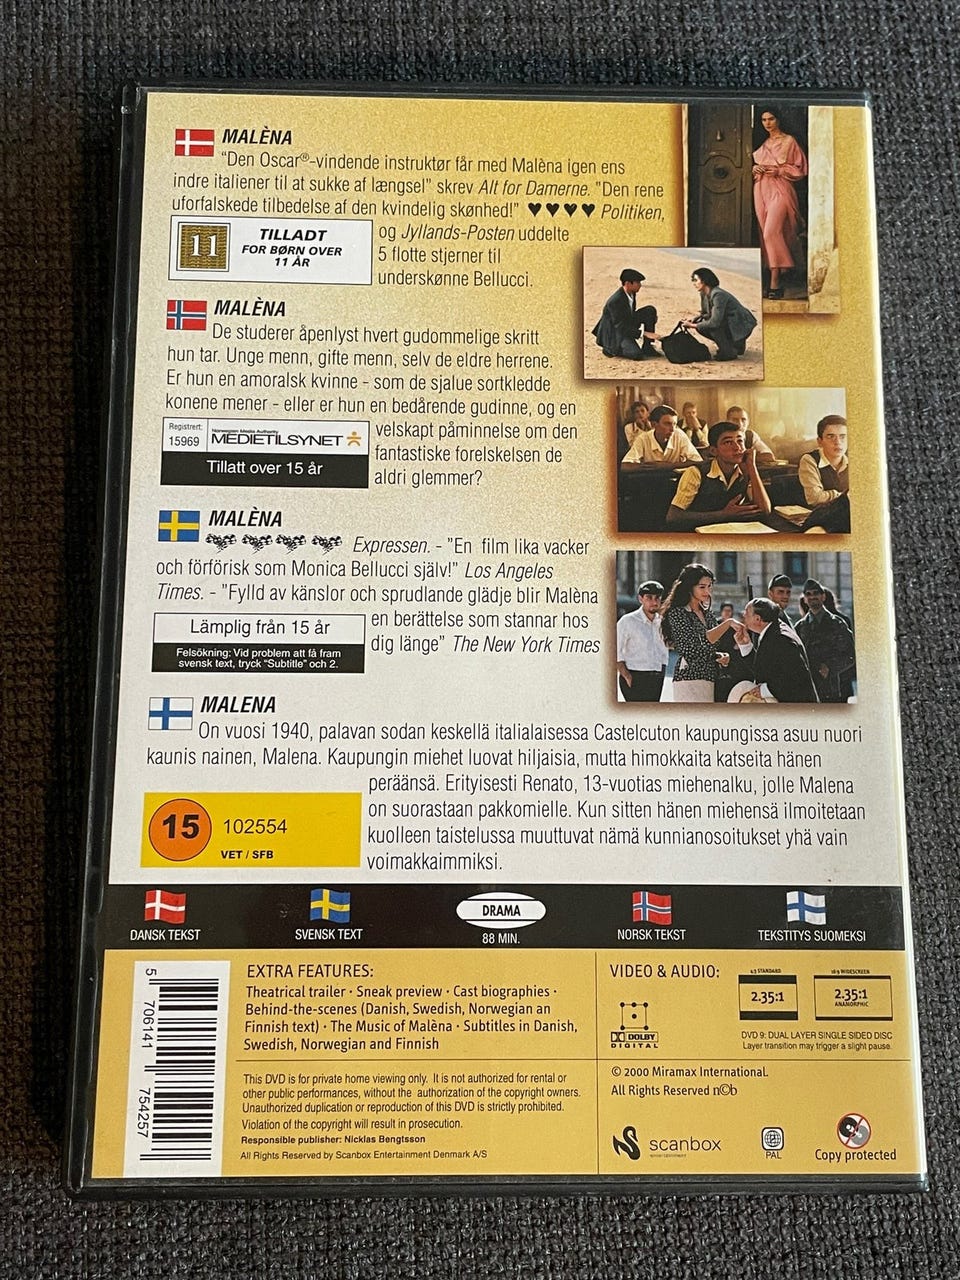 MALÈNA
"Den Oscar®-vindende instruktør får med Malèna igen ens
indre italiener til at sukke af længsel" skrev Alt for Damerne. "Den rene
uforfalskede tilbedelse af den kvindelig skønhed!" ♥♥♥♥ Politiken,
og Jyllands-Posten uddelte
5 flotte stjerner til
underskønne Bellucci.
11
TILLADT
FOR BØRN OVER
11 ÅR
MALÈNA
De studerer åpenlyst hvert gudommelige skritt
hun tar. Unge menn, gifte menn, selv de eldre herrene.
Er hun en amoralsk kvinne - som de sjalue sortkledde
konene mener - eller er hun en bedårende gudinne, og en
velskapt påminnelse om den
fantastiske forelskelsen de
aldri glemmer?
Registrert:
15969
Norwegian Media Authority
MEDIETILSYNET
Tillatt over 15 år
MALÈNA
Expressen. - "En film lika vacker
och förförisk som Monica Bellucci själv!" Los Angeles
Times. - "Fylld av känslor och sprudlande glädje blir Malèna
en berättelse som stannar hos
dig länge" The New York Times
Lämplig från 15 år
Felsökning: Vid problem att få fram
svensk text, tryck "Subtitle" och 2.
MALENA
On vuosi 1940, palavan sodan keskellä italialaisessa Castelcuton kaupungissa asuu nuori
kaunis nainen, Malena. Kaupungin miehet luovat hiljaisia, mutta himokkaita katseita hänen
peräänsä. Erityisesti Renato, 13-vuotias miehenalku, jolle Malena
on suorastaan pakkomielle. Kun sitten hänen miehensä ilmoitetaan
kuolleen taistelussa muuttuvat nämä kunnianosoitukset yhä vain
voimakkaimmiksi.
15 102554
VET / SFB
DANSK TEKST
SVENSK TEXT
DRAMA
88 MIN.
NORSK TEKST
TEKSTITYS SUOMEKSI
5 706141 754257
EXTRA FEATURES:
Theatrical trailer · Sneak preview · Cast biographies ·
Behind-the-scenes (Danish, Swedish, Norwegian an
Finnish text) · The Music of Malèna · Subtitles in Danish,
Swedish, Norwegian and Finnish
This DVD is for private home viewing only. It is not authorized for rental or
other public performances, without the authorization of the copyright owners.
Unauthorized duplication or reproduction of this DVD is strictly prohibited.
Violation of the copyright will result in prosecution.
Responsible publisher: Nicklas Bengtsson
All Rights Reserved by Scanbox Entertainment Denmark A/S
VIDEO & AUDIO:
DOLBY
DIGITAL
4:3 STANDARD
2.35:1
16:9 WIDESCREEN
2.35:1
ANAMORPHIC
DVD 9: DUAL LAYER SINGLE SIDED DISC
Layer transition may trigger a slight pause.
© 2000 Miramax International.
All Rights Reserved n©b
scanbox
entertainment
PAL
Copy protected